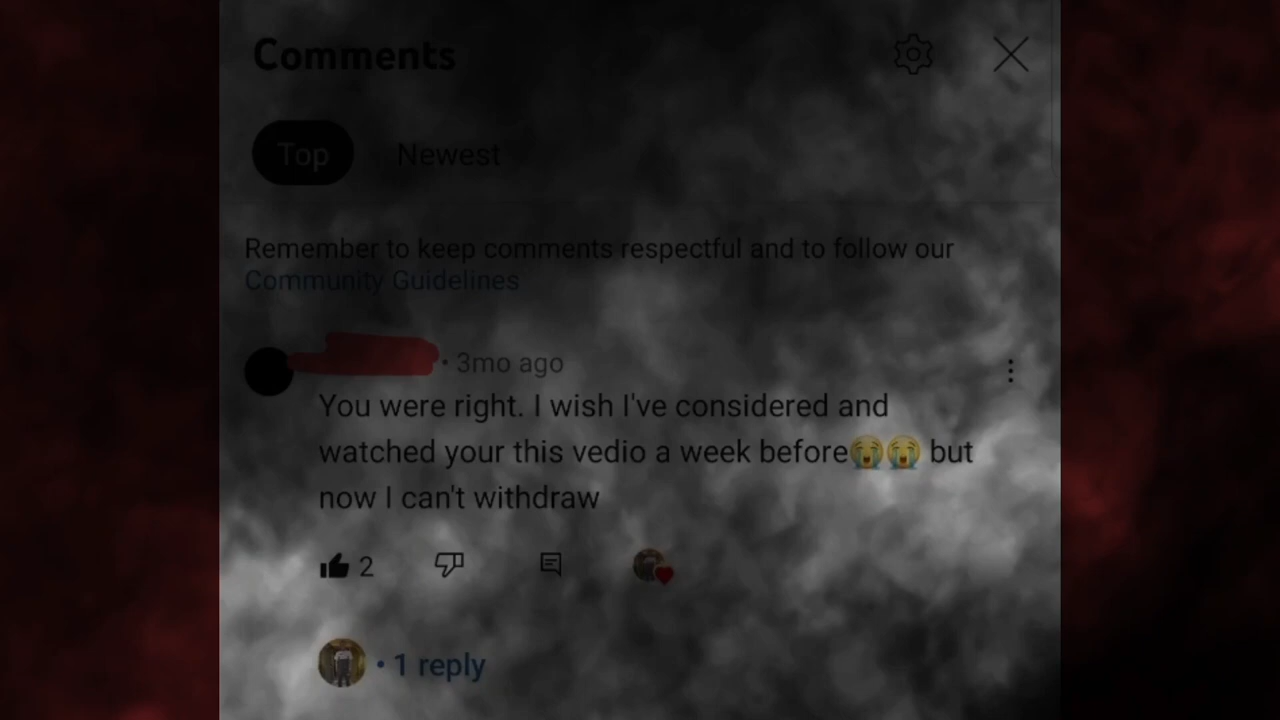 Comments
Top
Newest
Remember to keep comments respectful and to follow our
Community Guidelines
· 3mo ago
You were right. I wish I've considered and
watched your this vedio a week before😭😭 but
now I can't withdraw
2
· 1 reply